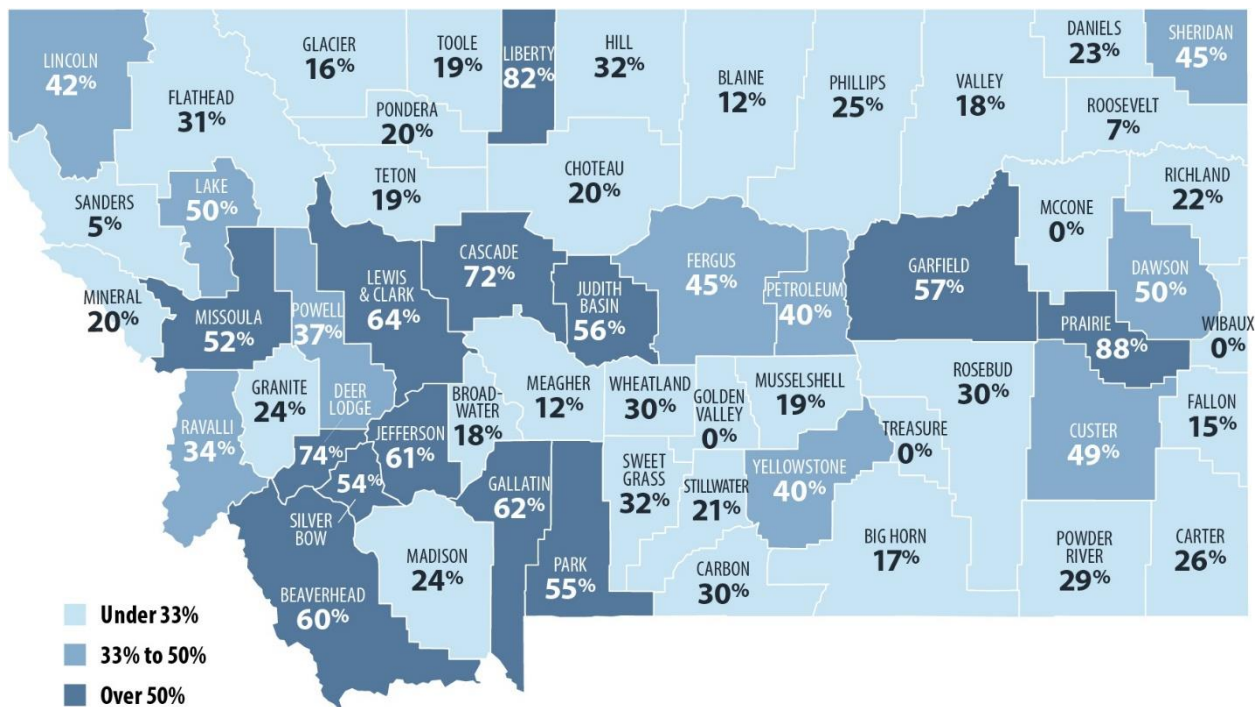 LINCOLN
42%
FLATHEAD
31%
GLACIER
16%
TOOLE
19%
LIBERTY
82%
HILL
32%
BLAINE
12%
PHILLIPS
25%
VALLEY
18%
DANIELS
23%
SHERIDAN
45%
ROOSEVELT
7%
PONDERA
20%
TETON
19%
CHOTEAU
20%
SANDERS
5%
LAKE
50%
MCCONE
0%
RICHLAND
22%
MINERAL
20%
MISSOULA
52%
POWELL
37%
LEWIS
& CLARK
64%
CASCADE
72%
JUDITH
BASIN
56%
FERGUS
45%
PETROLEUM
40%
GARFIELD
57%
DAWSON
50%
PRAIRIE
88%
WIBAUX
0%
RAVALLI
34%
GRANITE
24%
DEER
LODGE
74%
SILVER
BOW
54%
JEFFERSON
61%
BROAD-
WATER
18%
MEAGHER
12%
WHEATLAND
30%
GOLDEN
VALLEY
0%
MUSSELSHELL
19%
TREASURE
0%
ROSEBUD
30%
CUSTER
49%
FALLON
15%
GALLATIN
62%
PARK
55%
SWEET
GRASS
32%
STILLWATER
21%
YELLOWSTONE
40%
BEAVERHEAD
60%
MADISON
24%
CARBON
30%
BIG HORN
17%
POWDER
RIVER
29%
CARTER
26%
Under 33%
33% to 50%
Over 50%